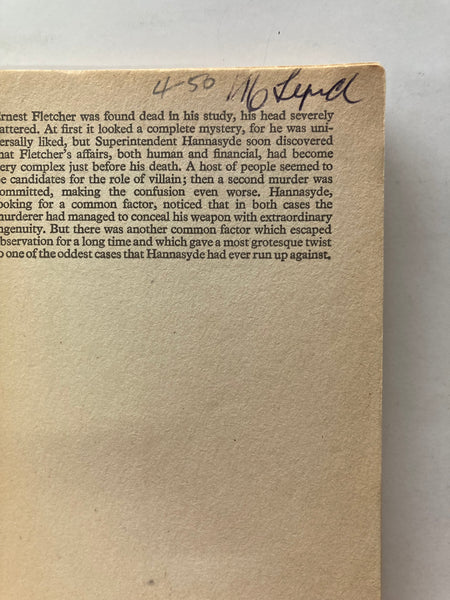 4-50
Ernest Fletcher was found dead in his study, his head severely
attered. At first it looked a complete mystery, for he was uni-
ersally liked, but Superintendent Hannasyde soon discovered
hat Fletcher's affairs, both human and financial, had become
ery complex just before his death. A host of people seemed to
be candidates for the role of villain; then a second murder was
ommitted, making the confusion even worse. Hannasyde,
ooking for a common factor, noticed that in both cases the
murderer had managed to conceal his weapon with extraordinary
ngenuity. But there was another common factor which escaped
observation for a long time and which gave a most grotesque twist
o one of the oddest cases that Hannasyde had ever run up against.